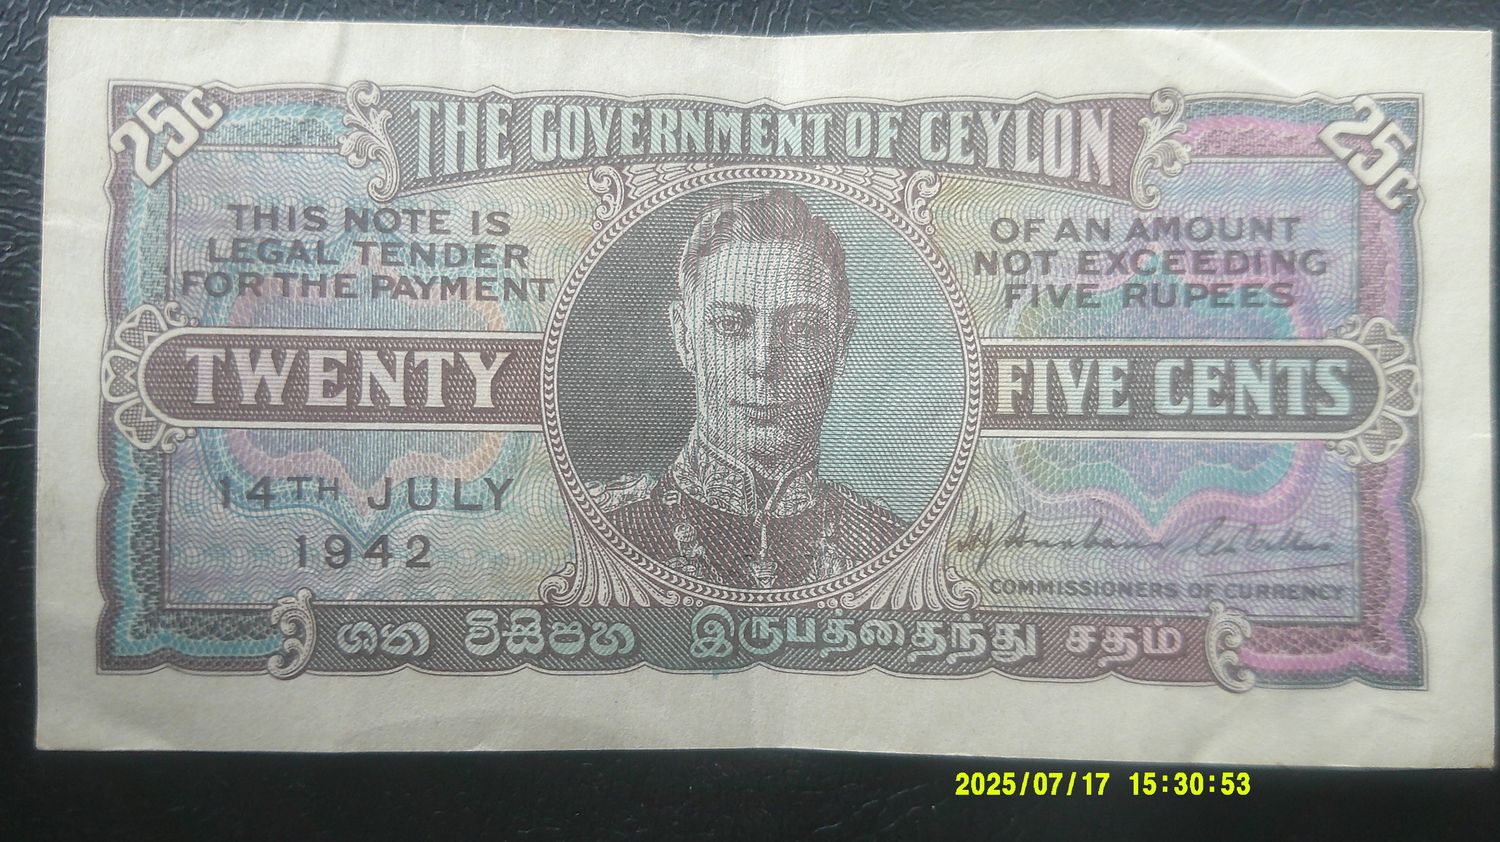 25c THE GOVERNMENT OF CEYLON 25c
THIS NOTE IS
LEGAL TENDER
FOR THE PAYMENT
OF AN AMOUNT
NOT EXCEEDING
FIVE RUPEES
TWENTY FIVE CENTS
14TH JULY
1942
COMMISSIONERS OF CURRENCY
ශත විසිපහ இருபத்தைந்து சதம்
2025/07/17 15:30:53